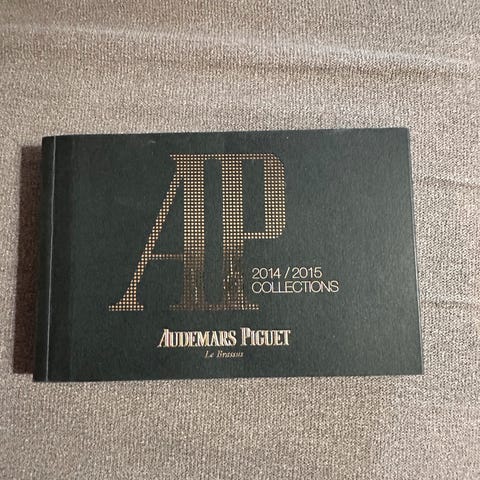 AP
2014 / 2015
COLLECTIONS
AUDEMARS PIGUET
Le Brassus